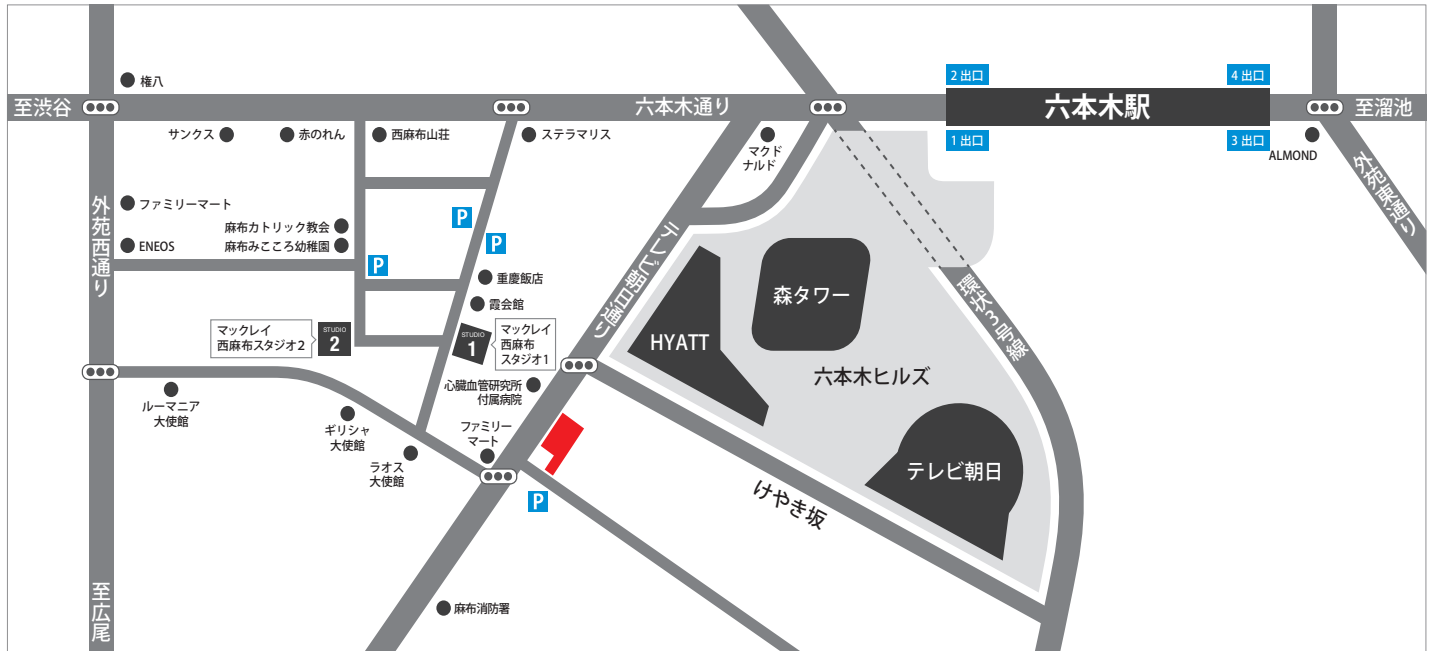 権八
2 出口
4 出口
至渋谷
六本木通り
六本木駅
至溜池
サンクス
赤のれん
西麻布山荘
ステラマリス
マクド
ナルド
1 出口
3 出口
ALMOND
外苑東通り
外苑西通り
ファミリーマート
麻布カトリック教会
ENEOS
麻布みこころ幼稚園
P
P
P
テレビ朝日通り
重慶飯店
霞会館
森タワー
環状3号線
HYATT
六本木ヒルズ
マックレイ
西麻布スタジオ2
STUDIO
2
STUDIO
1
マックレイ
西麻布
スタジオ1
心臓血管研究所
付属病院
ルーマニア
大使館
ギリシャ
大使館
ファミリー
マート
ラオス
大使館
P
テレビ朝日
けやき坂
至広尾
麻布消防署